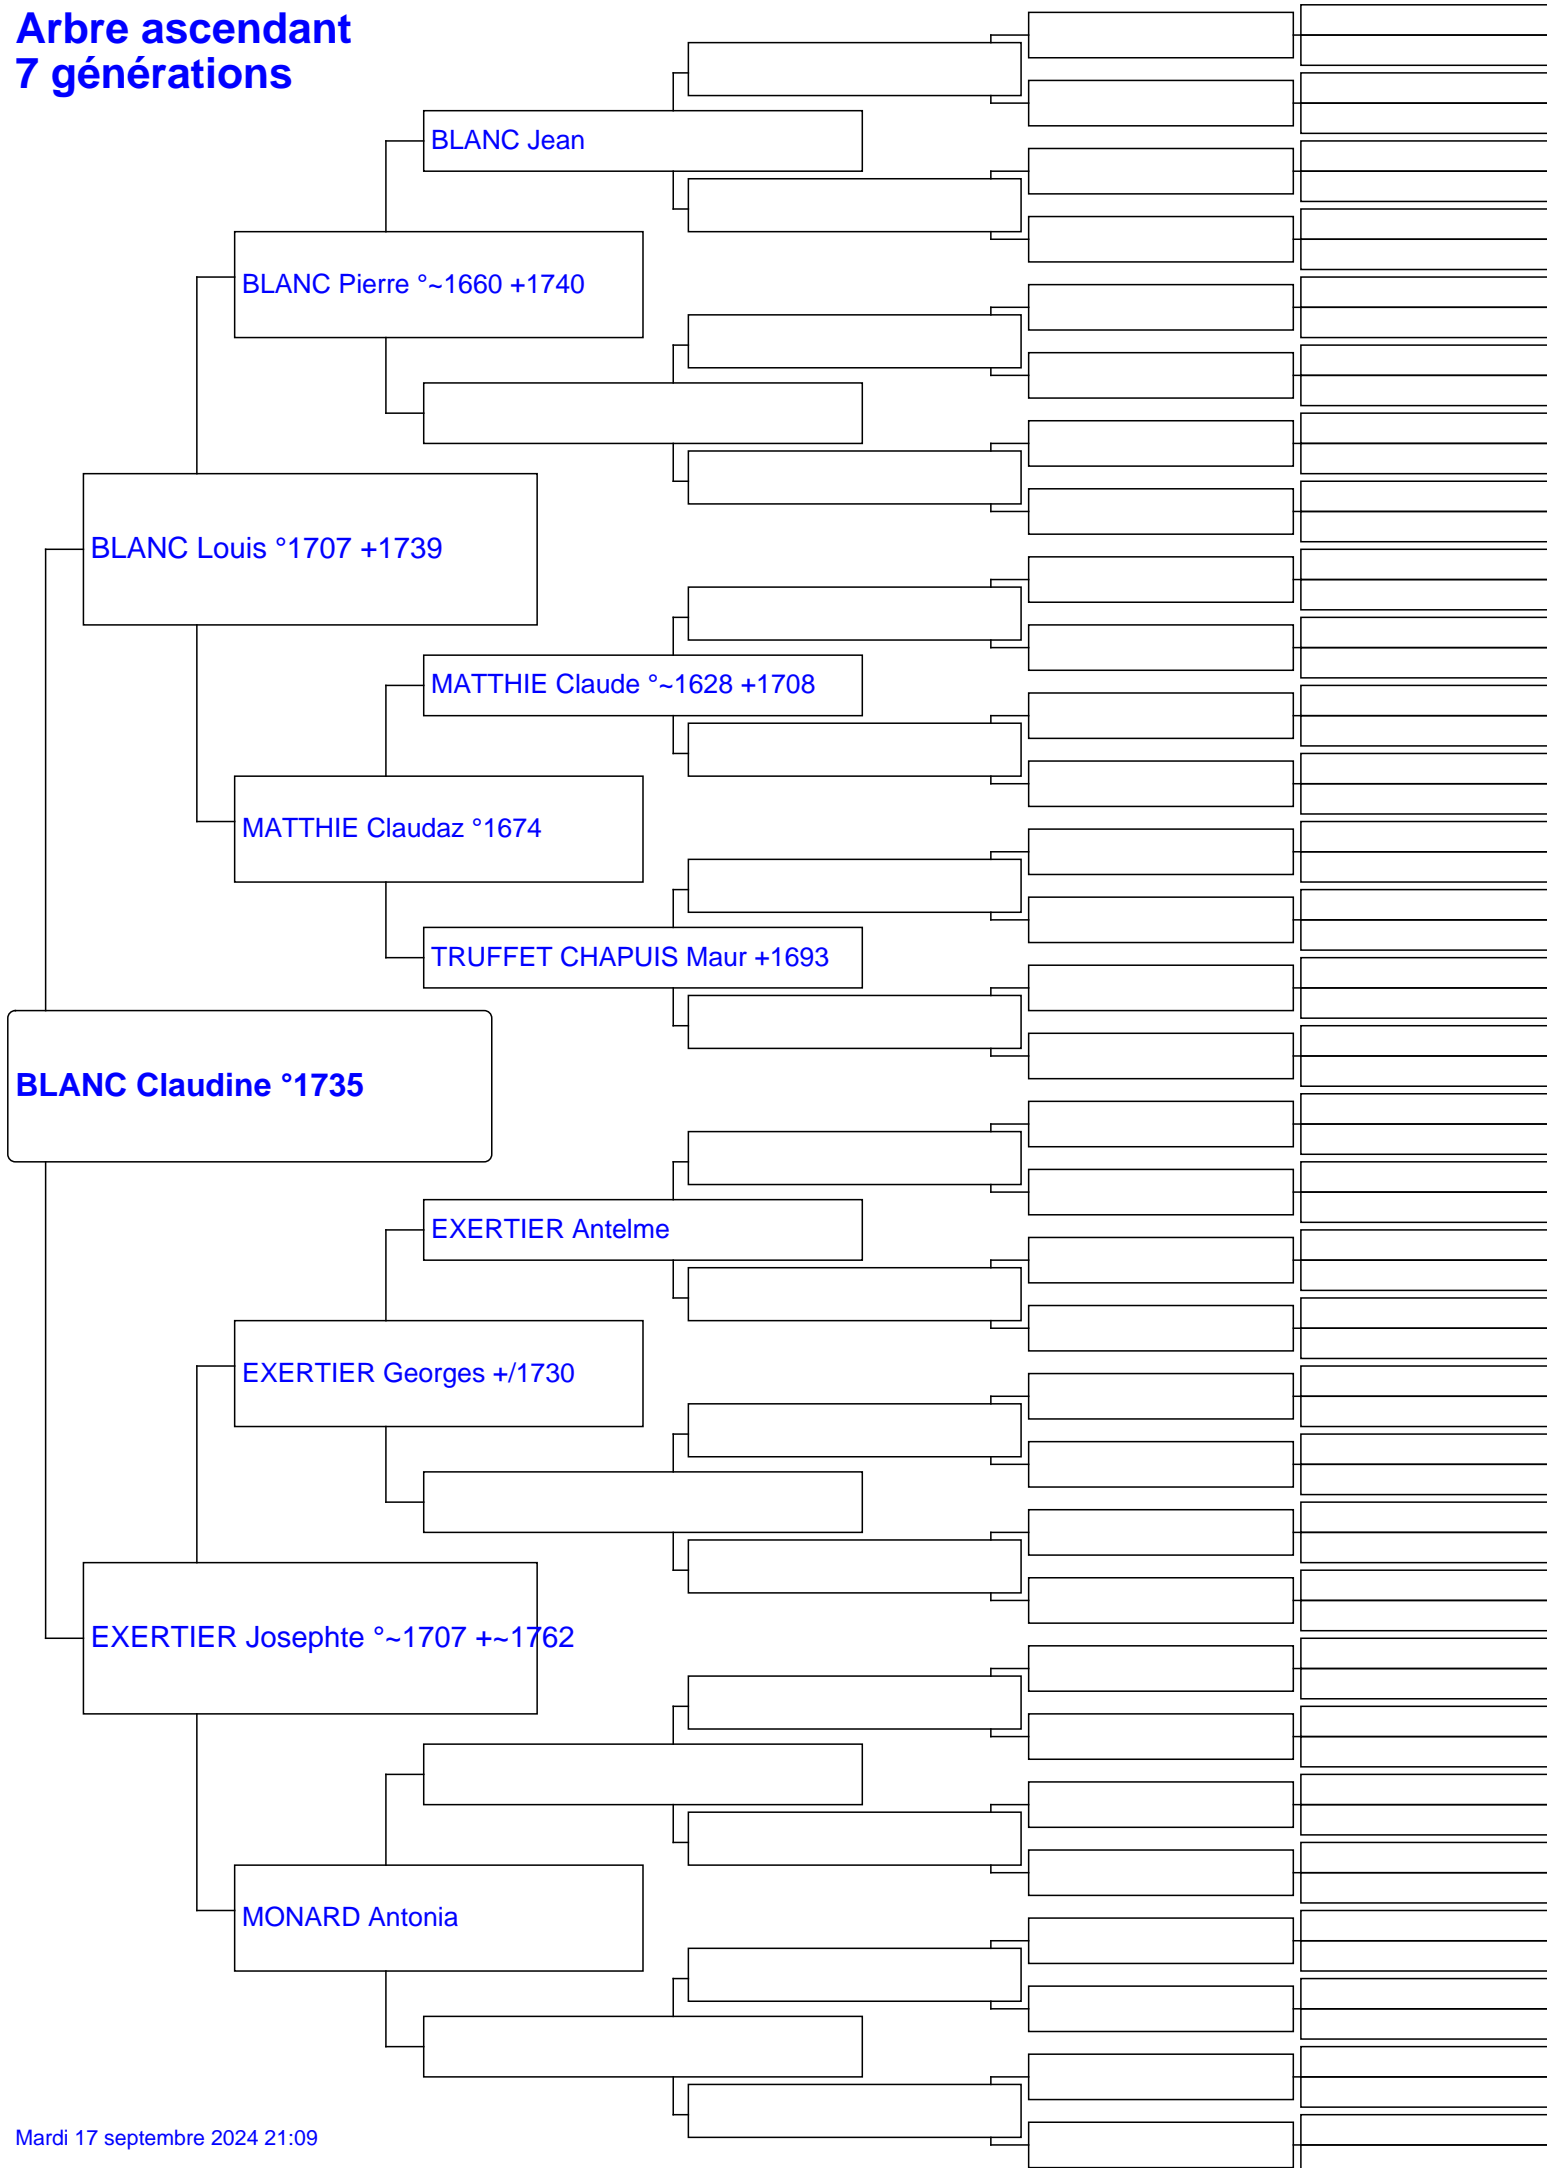 Arbre ascendant
7 générations
BLANC Jean
BLANC Pierre °~1660 +1740
BLANC Louis °1707 +1739
MATTHIE Claude °~1628 +1708
MATTHIE Claudaz °1674
TRUFFET CHAPUIS Maur +1693
BLANC Claudine °1735
EXERTIER Antelme
EXERTIER Georges +/1730
EXERTIER Josephte °~1707 +~1762
MONARD Antonia
Mardi 17 septembre 2024 21:09